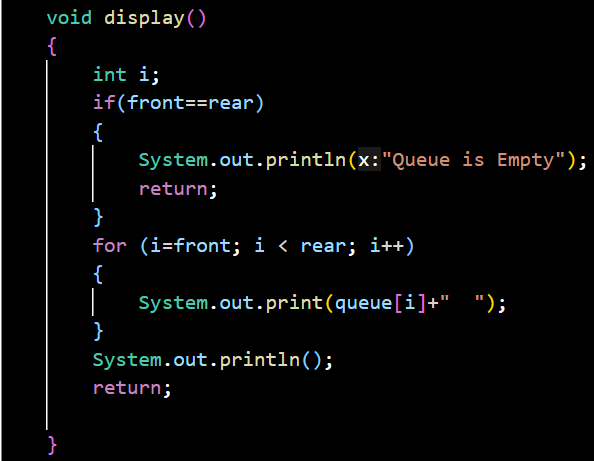 void display()
{
int i;
if(front==rear)
{
System.out.println(x:"Queue is Empty");
return;
}
for (i=front; i < rear; i++)
{
System.out.print(queue[i]+"  ");
}
System.out.println();
return;
}